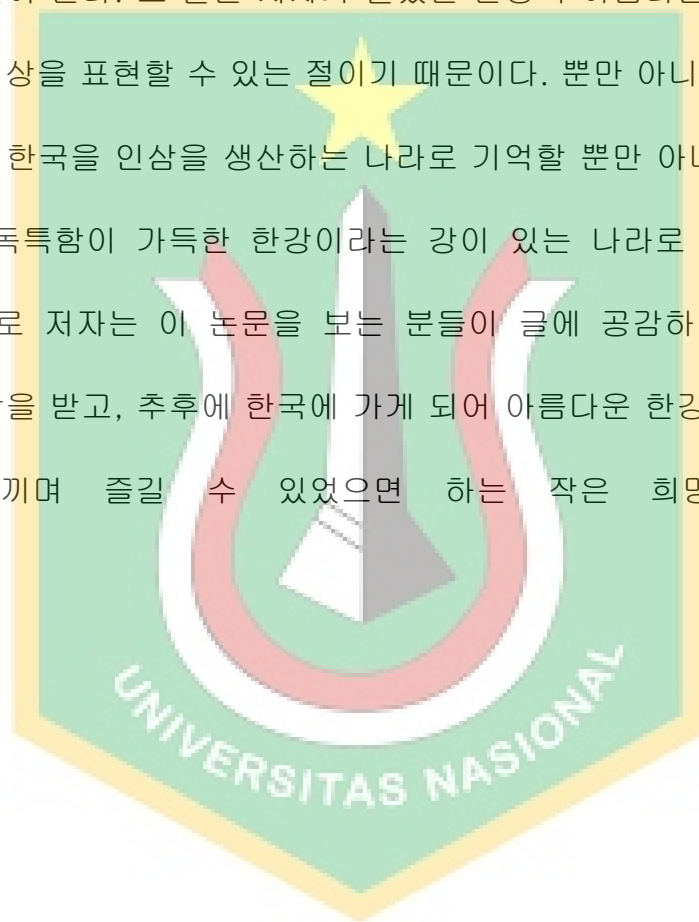 상을 표현할 수 있는 절이기 때문이다. 뿐만 아니
한국을 인삼을 생산하는 나라로 기억할 뿐만 아니
독특함이 가득한 한강이라는 강이 있는 나라로
로 저자는 이 논문을 보는 분들이 글에 공감하
을 받고, 추후에 한국에 가게 되어 아름다운 한강
끼며 즐길 수 있었으면 하는 작은 희망
UNIVERSITAS NASIONAL